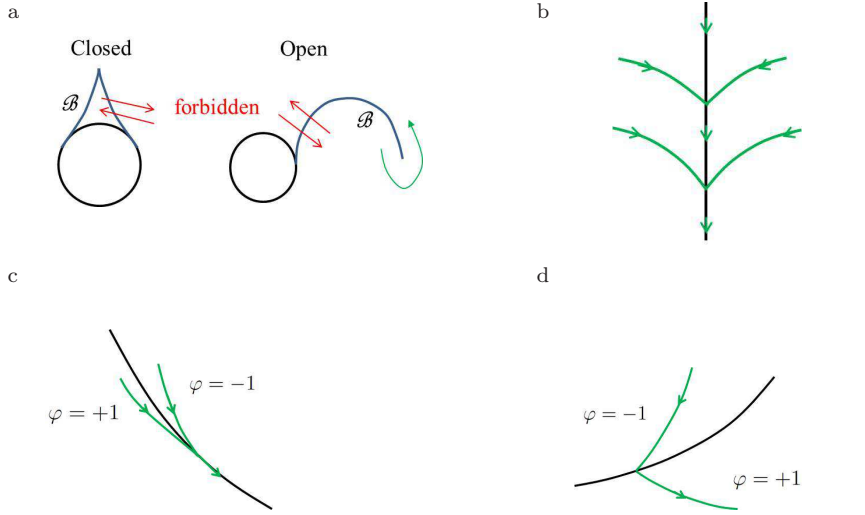 a
Closed
Open
ℬ
forbidden
ℬ
b
c
φ = −1
φ = +1
d
φ = −1
φ = +1